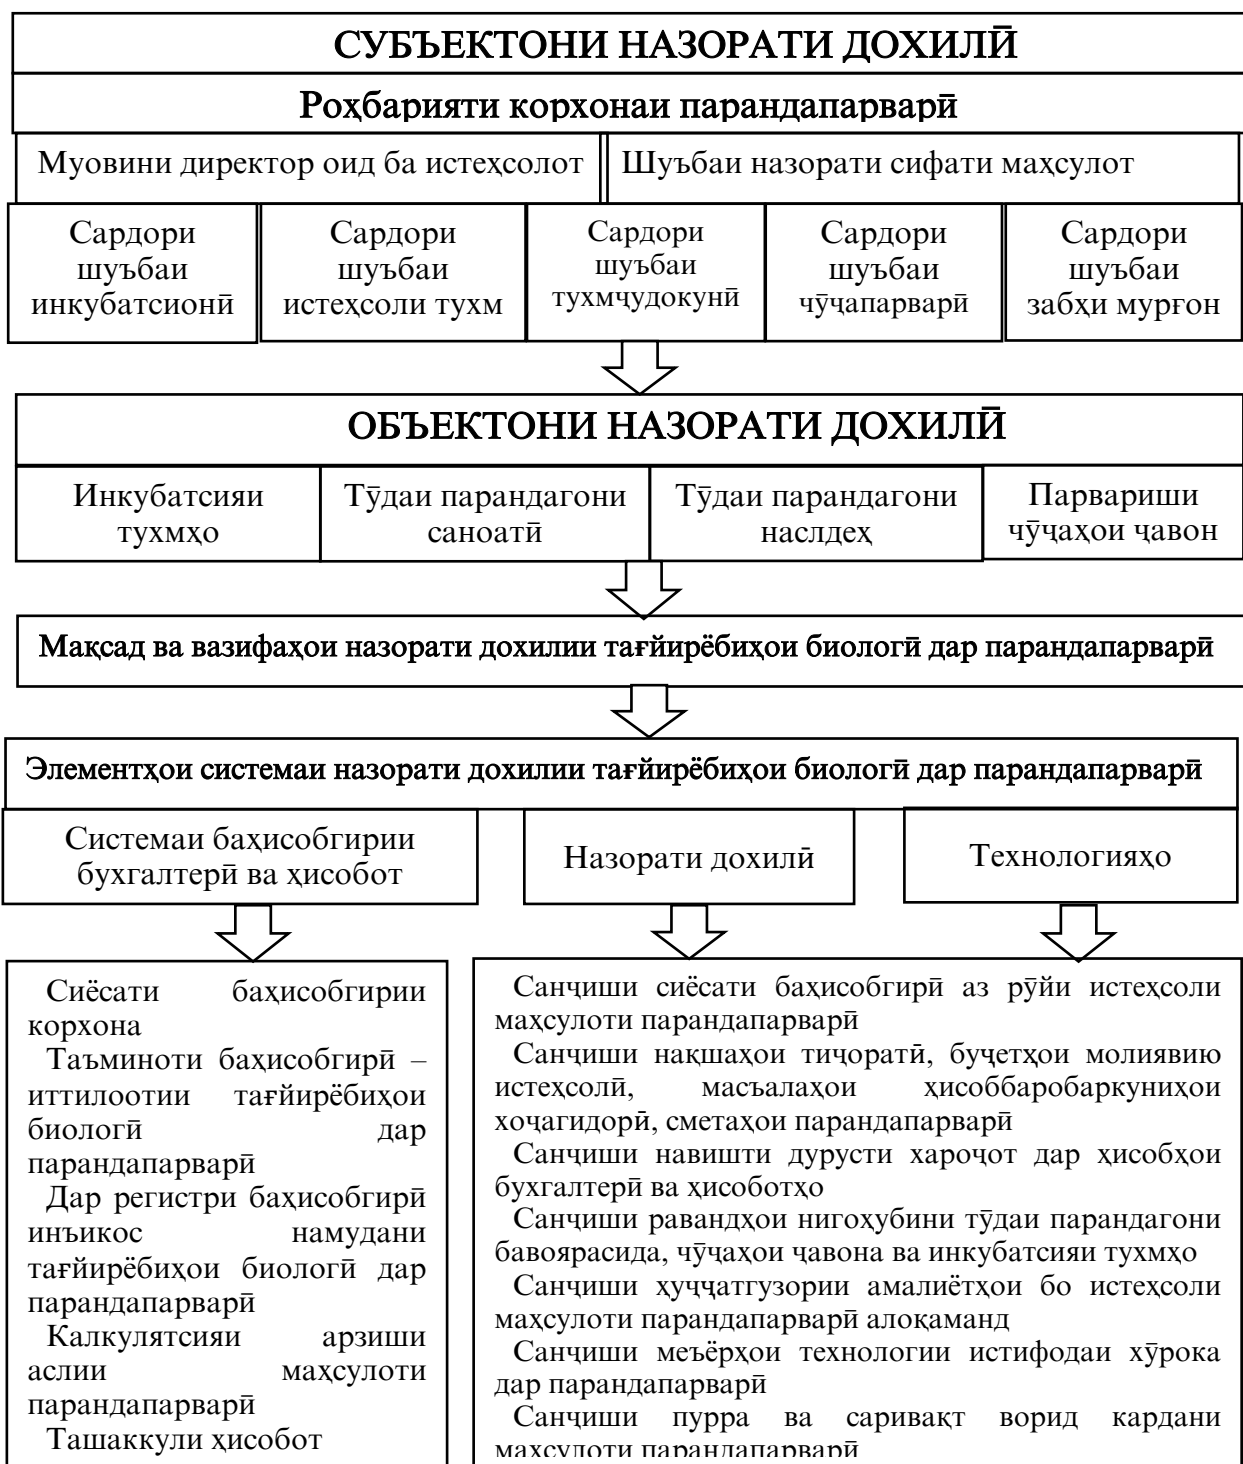 СУБЪЕКТОНИ НАЗОРАТИ ДОХИЛӢ
Роҳбарияти корхонаи парандапарварӣ
Муовини директор оид ба истеҳсолот
Шуъбаи назорати сифати маҳсулот
Сардори
шуъбаи
инкубатсионӣ
Сардори
шуъбаи
истеҳсоли тухм
Сардори
шуъбаи
тухмҷудокунӣ
Сардори
шуъбаи
чӯҷапарварӣ
Сардори
шуъбаи
забҳи мурғон
ОБЪЕКТОНИ НАЗОРАТИ ДОХИЛӢ
Инкубатсияи
тухмҳо
Тӯдаи парандагони
саноатӣ
Тӯдаи парандагони
наслдеҳ
Парвариши
чӯҷаҳои ҷавон
Мақсад ва вазифаҳои назорати дохилии тағйирёбиҳои биологӣ дар парандапарварӣ
Элементҳои системаи назорати дохилии тағйирёбиҳои биологӣ дар парандапарварӣ
Системаи баҳисобгирии
бухгалтерӣ ва ҳисобот
Назорати дохилӣ
Технологияҳо
Сиёсати баҳисобгирии
корхона
Таъминоти баҳисобгирӣ –
иттилоотии тағйирёбиҳои
биологӣ дар
парандапарварӣ
Дар регистри баҳисобгирӣ
инъикос намудани
тағйирёбиҳои биологӣ дар
парандапарварӣ
Калкулятсияи арзиши
аслии маҳсулоти
парандапарварӣ
Ташаккули ҳисобот
Санҷиши сиёсати баҳисобгирӣ аз рӯйи истеҳсоли
маҳсулоти парандапарварӣ
Санҷиши нақшаҳои тиҷоратӣ, буҷетҳои молиявию
истеҳсолӣ, масъалаҳои ҳисоббаробаркуниҳои
хоҷагидорӣ, сметаҳои парандапарварӣ
Санҷиши навишти дурусти хароҷот дар ҳисобҳои
бухгалтерӣ ва ҳисоботҳо
Санҷиши равандҳои нигоҳубини тӯдаи парандагони
бавоярасида, чӯҷаҳои ҷавона ва инкубатсияи тухмҳо
Санҷиши ҳуҷҷатгузории амалиётҳои бо истеҳсоли
маҳсулоти парандапарварӣ алоқаманд
Санҷиши меъёрҳои технологии истифодаи хӯрока
дар парандапарварӣ
Санҷиши пурра ва саривақт ворид кардани
маҳсулоти парандапарварӣ